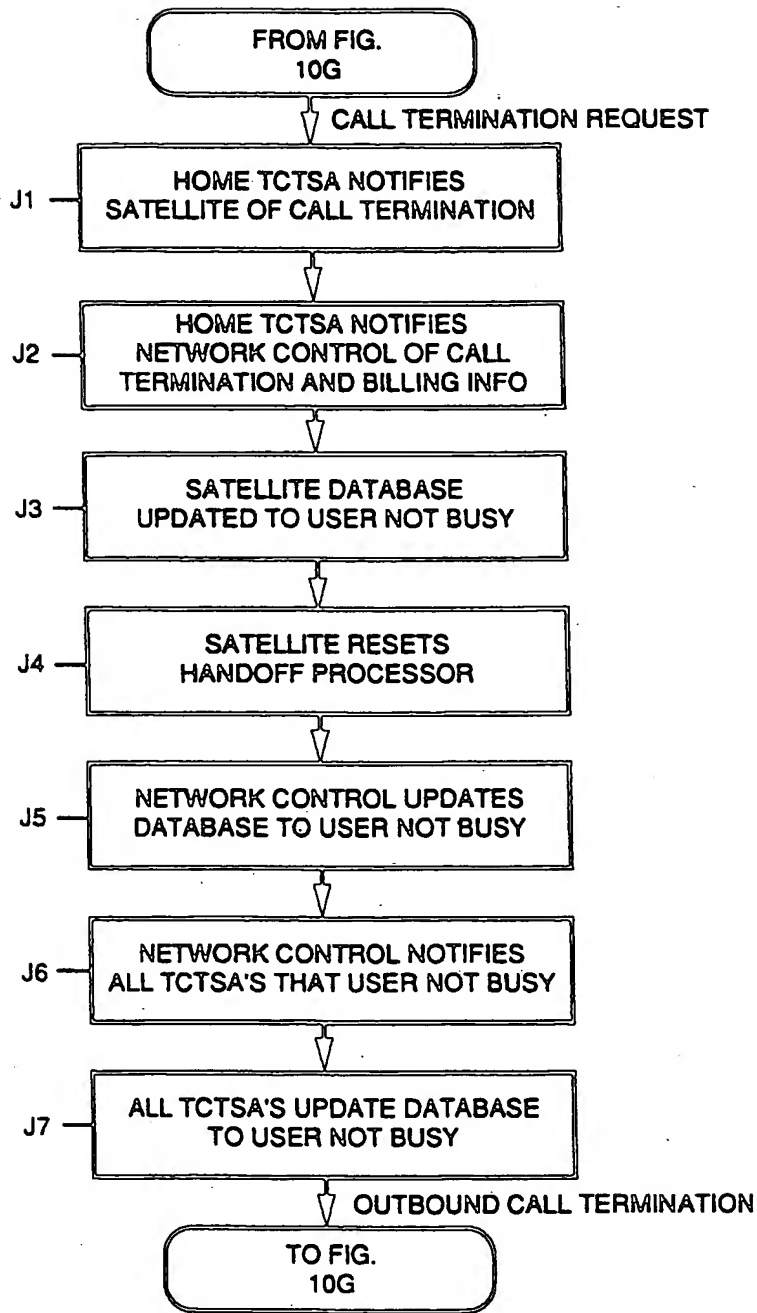 FROM FIG.
10G
CALL TERMINATION REQUEST
J1
HOME TCTSA NOTIFIES
SATELLITE OF CALL TERMINATION
J2
HOME TCTSA NOTIFIES
NETWORK CONTROL OF CALL
TERMINATION AND BILLING INFO
J3
SATELLITE DATABASE
UPDATED TO USER NOT BUSY
J4
SATELLITE RESETS
HANDOFF PROCESSOR
J5
NETWORK CONTROL UPDATES
DATABASE TO USER NOT BUSY
J6
NETWORK CONTROL NOTIFIES
ALL TCTSA'S THAT USER NOT BUSY
J7
ALL TCTSA'S UPDATE DATABASE
TO USER NOT BUSY
OUTBOUND CALL TERMINATION
TO FIG.
10G